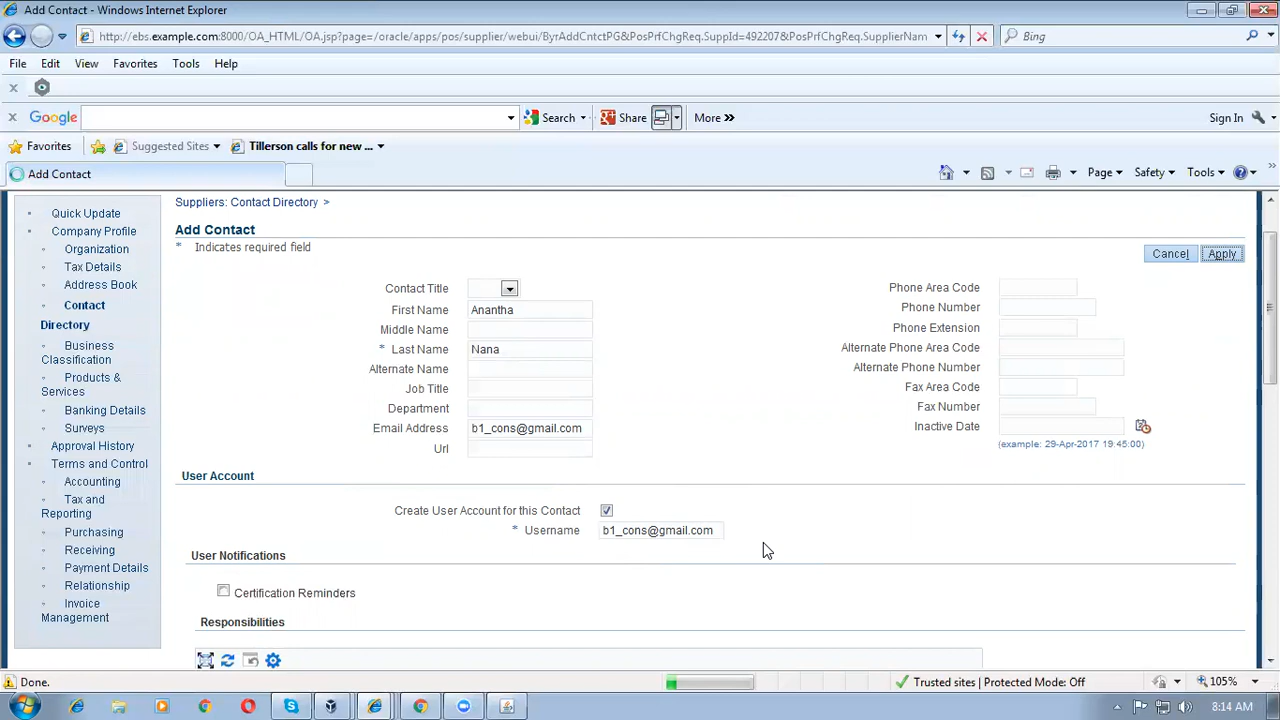 Add Contact - Windows Internet Explorer
http://ebs.example.com:8000/OA_HTML/OA.jsp?page=/oracle/apps/pos/supplier/webui/ByrAddCntctPG&PosPrfChgReq.SuppId=492207&PosPrfChgReq.SupplierNam
Bing
File Edit View Favorites Tools Help
Google Search Share More » Sign In
Favorites Suggested Sites Tillerson calls for new ...
Add Contact Page Safety Tools
Quick Update
Company Profile
Organization
Tax Details
Address Book
Contact
Directory
Business
Classification
Products &
Services
Banking Details
Surveys
Approval History
Terms and Control
Accounting
Tax and
Reporting
Purchasing
Receiving
Payment Details
Relationship
Invoice
Management
Suppliers: Contact Directory >
Add Contact
* Indicates required field
Cancel Apply
Contact Title
First Name Anantha
Middle Name
* Last Name Nana
Alternate Name
Job Title
Department
Email Address b1_cons@gmail.com
Url
Phone Area Code
Phone Number
Phone Extension
Alternate Phone Area Code
Alternate Phone Number
Fax Area Code
Fax Number
Inactive Date
(example: 29-Apr-2017 19:45:00)
User Account
Create User Account for this Contact
* Username b1_cons@gmail.com
User Notifications
Certification Reminders
Responsibilities
Done. Trusted sites | Protected Mode: Off 105%
8:14 AM